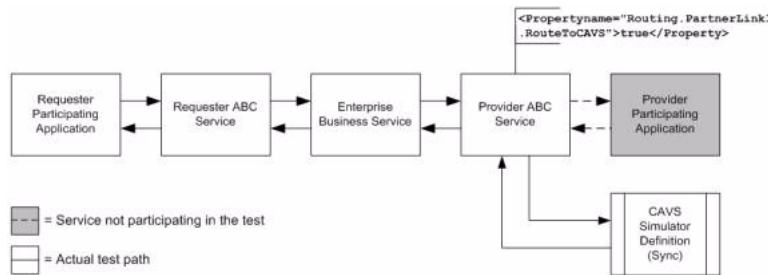 <Propertyname="Routing.PartnerLink
.RouteToCAVS">true</Property>
Requester
Participating
Application
Requester ABC
Service
Enterprise
Business Service
Provider ABC
Service
Provider
Participating
Application
= Service not participating in the test
= Actual test path
CAVS
Simulator
Definition
(Sync)